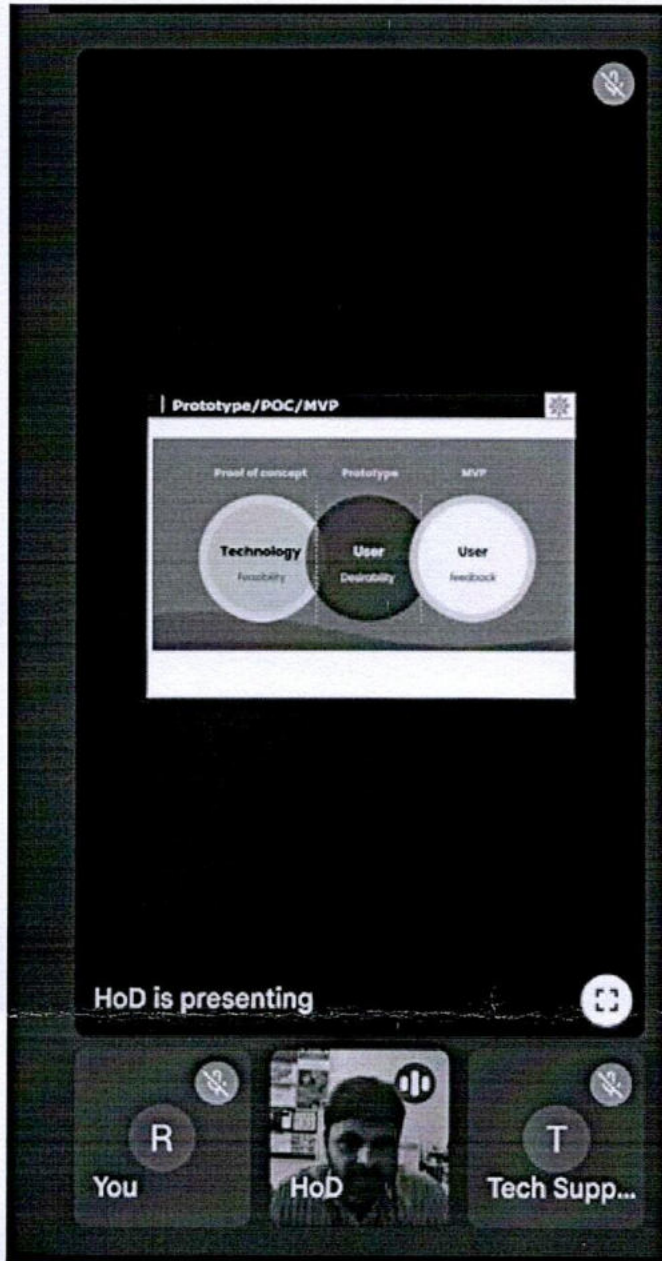 Prototype/POC/MVP
Proof of concept Prototype MVP
Technology User User
Feasibility Desirability Feedback
HoD is presenting
R T
You HoD Tech Supp...